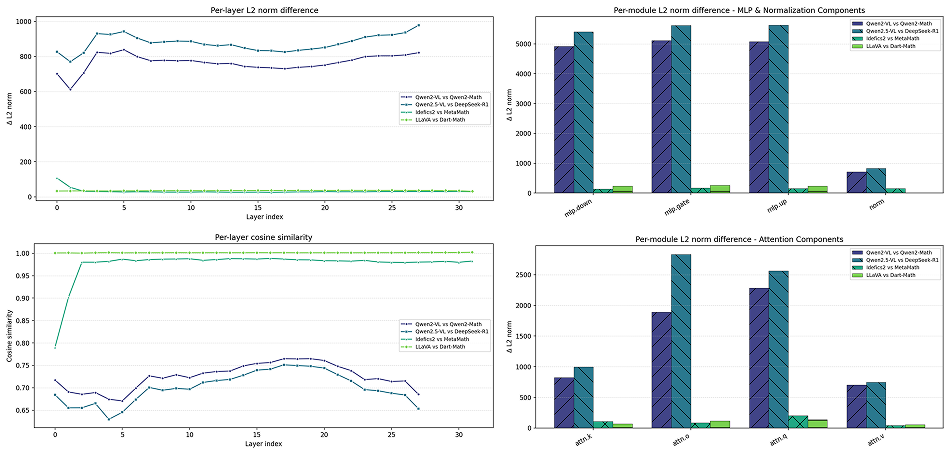 Per-layer L2 norm difference
Δ L2 norm
1000
800
600
400
200
0
0
5
10
15
20
25
30
Layer index
Qwen2-VL vs Qwen2-Math
Qwen2.5-VL vs DeepSeek-R1
Idefics2 vs MetaMath
LLaVA vs Dart-Math
Per-module L2 norm difference - MLP & Normalization Components
Δ L2 norm
5000
4000
3000
2000
1000
0
mlp.down
mlp.gate
mlp.up
norm
Qwen2-VL vs Qwen2-Math
Qwen2.5-VL vs DeepSeek-R1
Idefics2 vs MetaMath
LLaVA vs Dart-Math
Per-layer cosine similarity
Cosine similarity
1.00
0.95
0.90
0.85
0.80
0.75
0.70
0.65
0
5
10
15
20
25
30
Layer index
Qwen2-VL vs Qwen2-Math
Qwen2.5-VL vs DeepSeek-R1
Idefics2 vs MetaMath
LLaVA vs Dart-Math
Per-module L2 norm difference - Attention Components
Δ L2 norm
2500
2000
1500
1000
500
0
attn.k
attn.o
attn.q
attn.v
Qwen2-VL vs Qwen2-Math
Qwen2.5-VL vs DeepSeek-R1
Idefics2 vs MetaMath
LLaVA vs Dart-Math